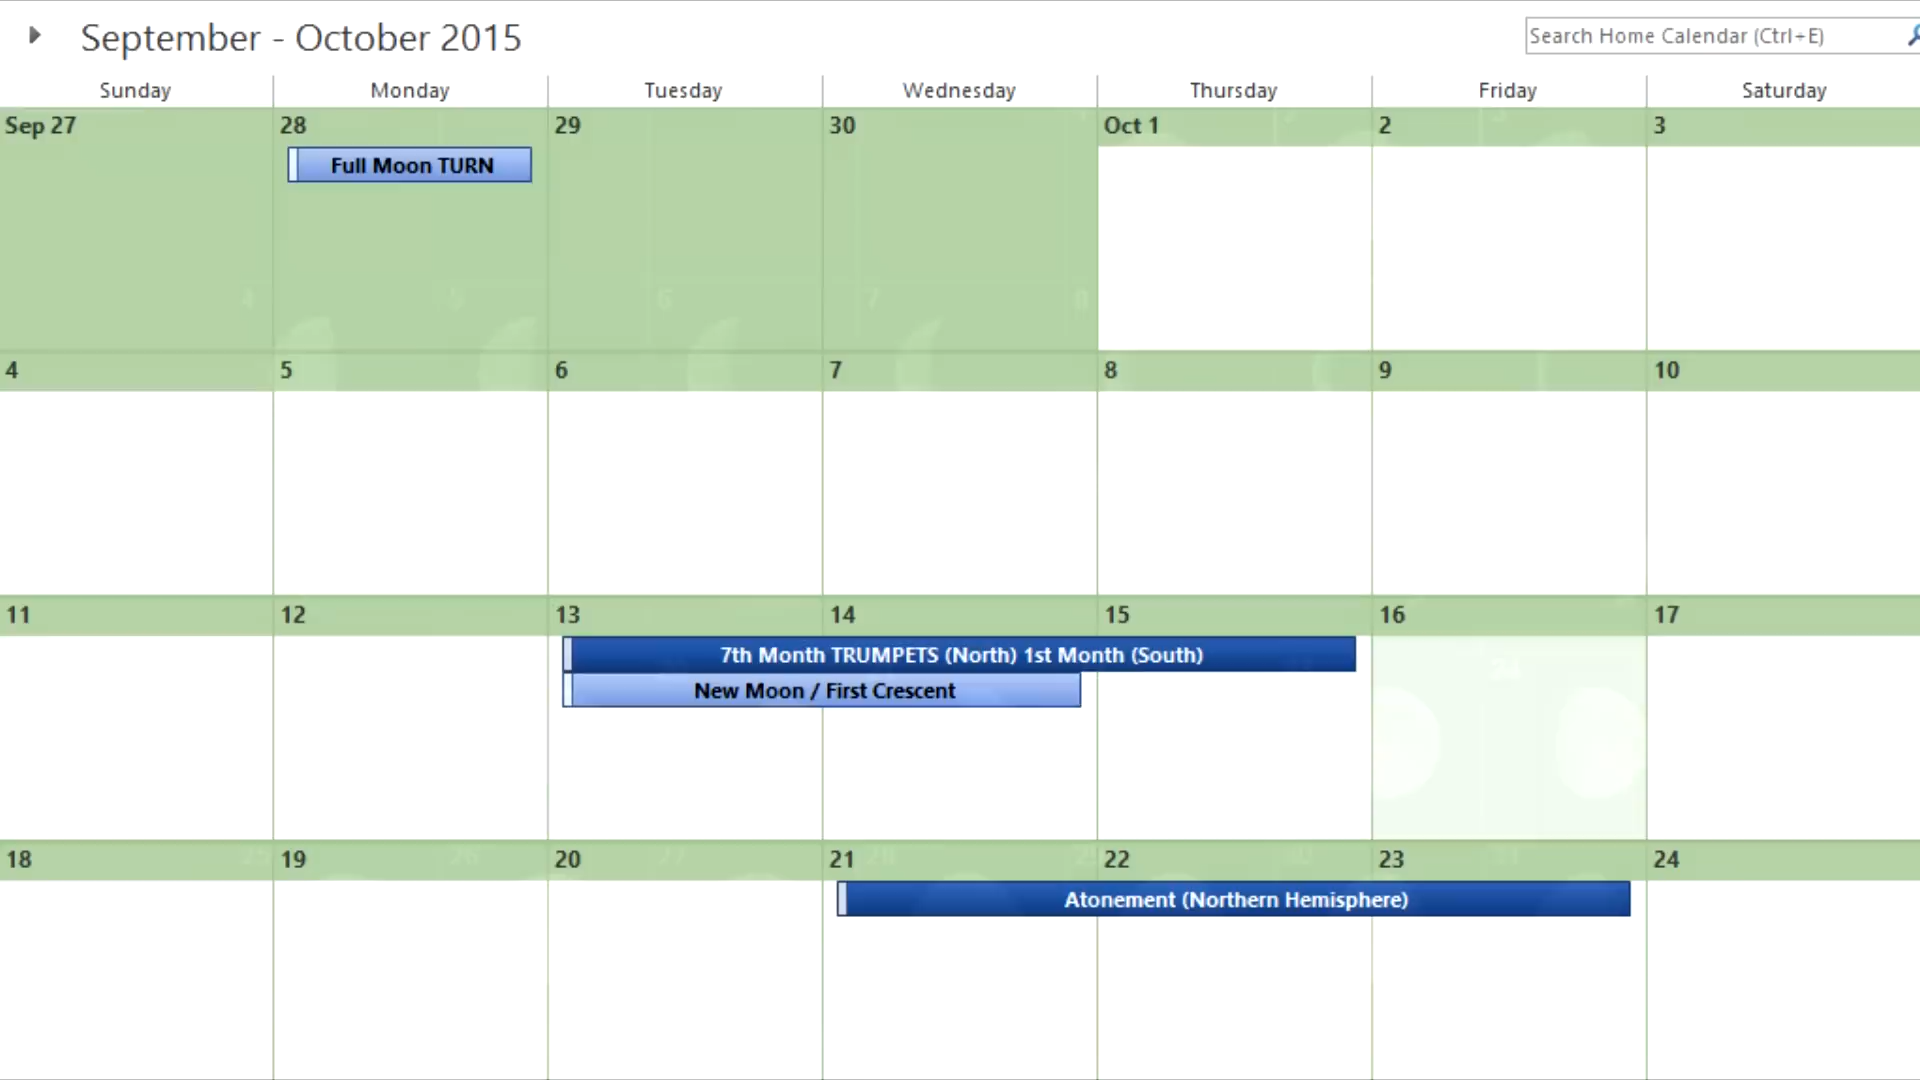 September - October 2015
Search Home Calendar (Ctrl+E)
Sunday Monday Tuesday Wednesday Thursday Friday Saturday
Sep 27 28 29 30 Oct 1 2 3
Full Moon TURN
4 5 6 7 8 9 10
11 12 13 14 15 16 17
7th Month TRUMPETS (North) 1st Month (South)
New Moon / First Crescent
18 19 20 21 22 23 24
Atonement (Northern Hemisphere)